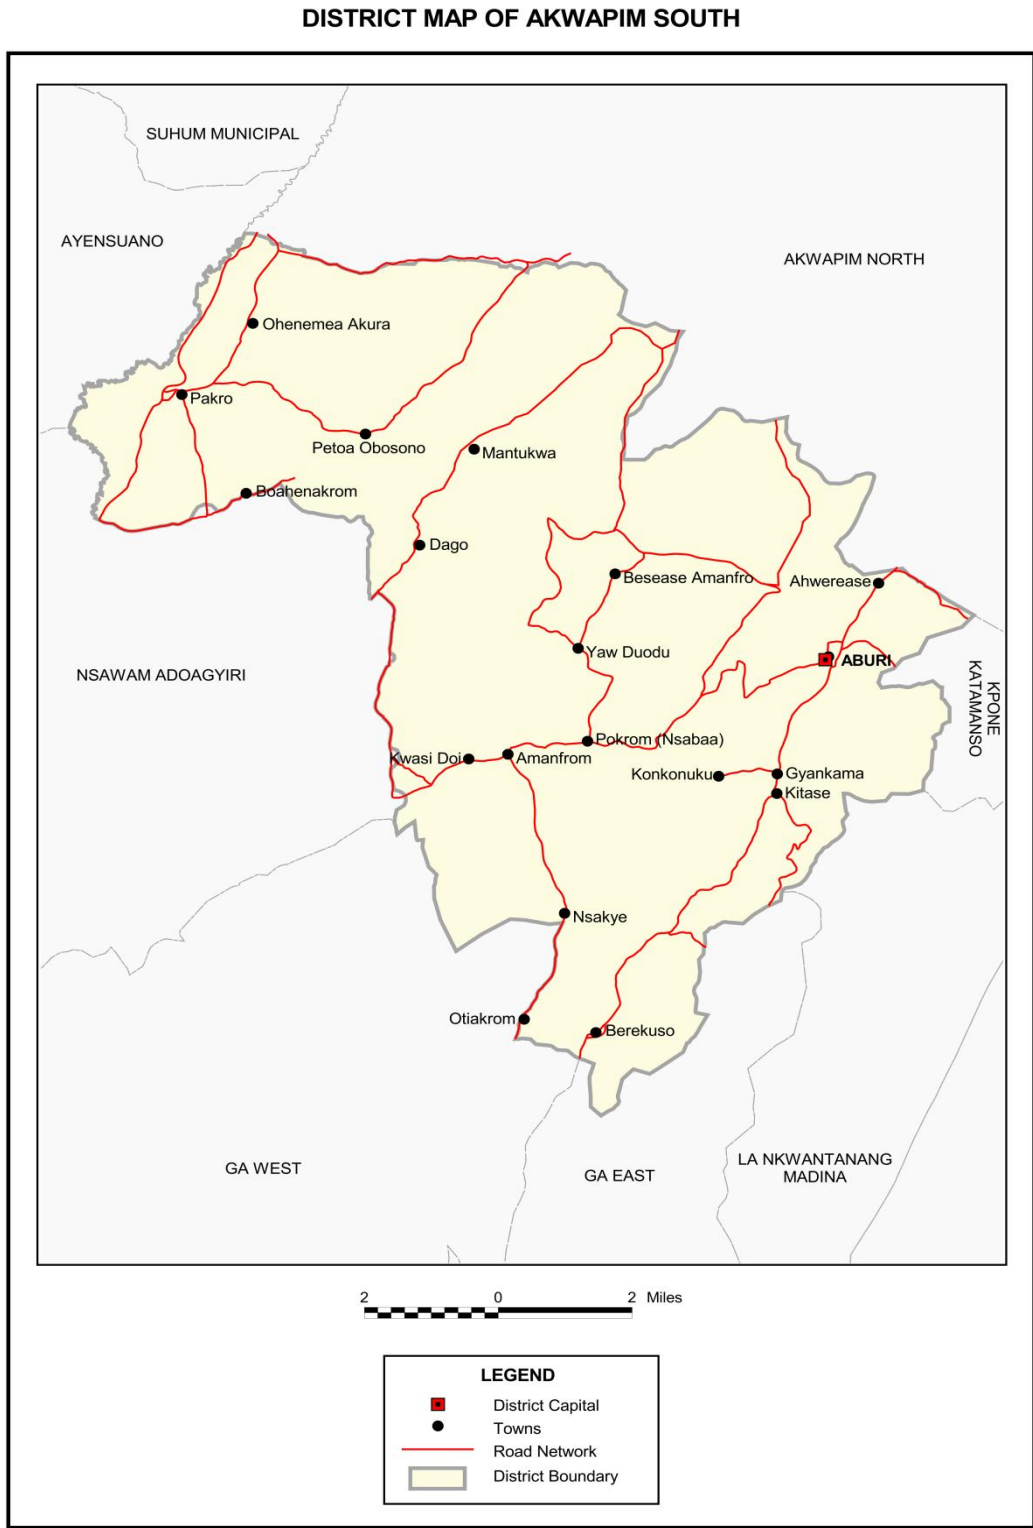 DISTRICT MAP OF AKWAPIM SOUTH
SUHUM MUNICIPAL
AYENSUANO
AKWAPIM NORTH
Ohenemea Akura
Pakro
Petoa Obosono
Mantukwa
Boahenakrom
Dago
Besease Amanfro
Ahwerease
Yaw Duodu
ABURI
NSAWAM ADOAGYIRI
KPONE
KATAMANSO
Pokrom (Nsabaa)
Kwasi Doi
Amanfrom
Konkonuku
Gyankama
Kitase
Nsakye
Otiakrom
Berekuso
GA WEST
GA EAST
LA NKWANTANANG
MADINA
2 0 2 Miles
LEGEND
District Capital
Towns
Road Network
District Boundary